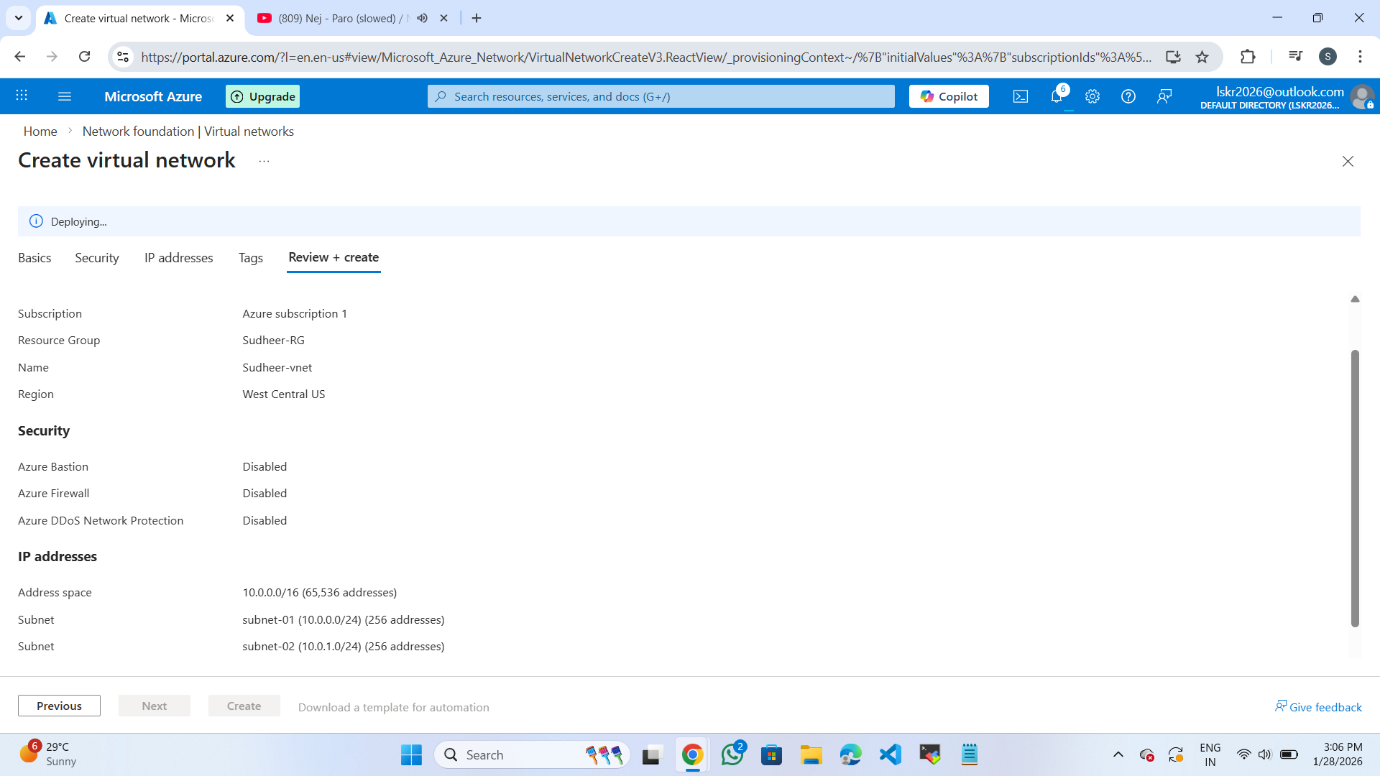 Create virtual network - Micros
(809) Nej - Paro (slowed) /
https://portal.azure.com/?l=en.en-us#view/Microsoft_Azure_Network/VirtualNetworkCreateV3.ReactView/_provisioningContext~/%7B"initialValues"%3A%7B"subscriptionIds"%3A%5...
S
Microsoft Azure
Upgrade
Search resources, services, and docs (G+/)
Copilot
6
lskr2026@outlook.com
DEFAULT DIRECTORY (LSKR2026...
Home > Network foundation | Virtual networks
Create virtual network ...
Deploying...
Basics Security IP addresses Tags Review + create
Subscription Azure subscription 1
Resource Group Sudheer-RG
Name Sudheer-vnet
Region West Central US
Security
Azure Bastion Disabled
Azure Firewall Disabled
Azure DDoS Network Protection Disabled
IP addresses
Address space 10.0.0.0/16 (65,536 addresses)
Subnet subnet-01 (10.0.0.0/24) (256 addresses)
Subnet subnet-02 (10.0.1.0/24) (256 addresses)
Previous Next Create Download a template for automation
Give feedback
6
29°C
Sunny
Search
2
ENG
IN
3:06 PM
1/28/2026